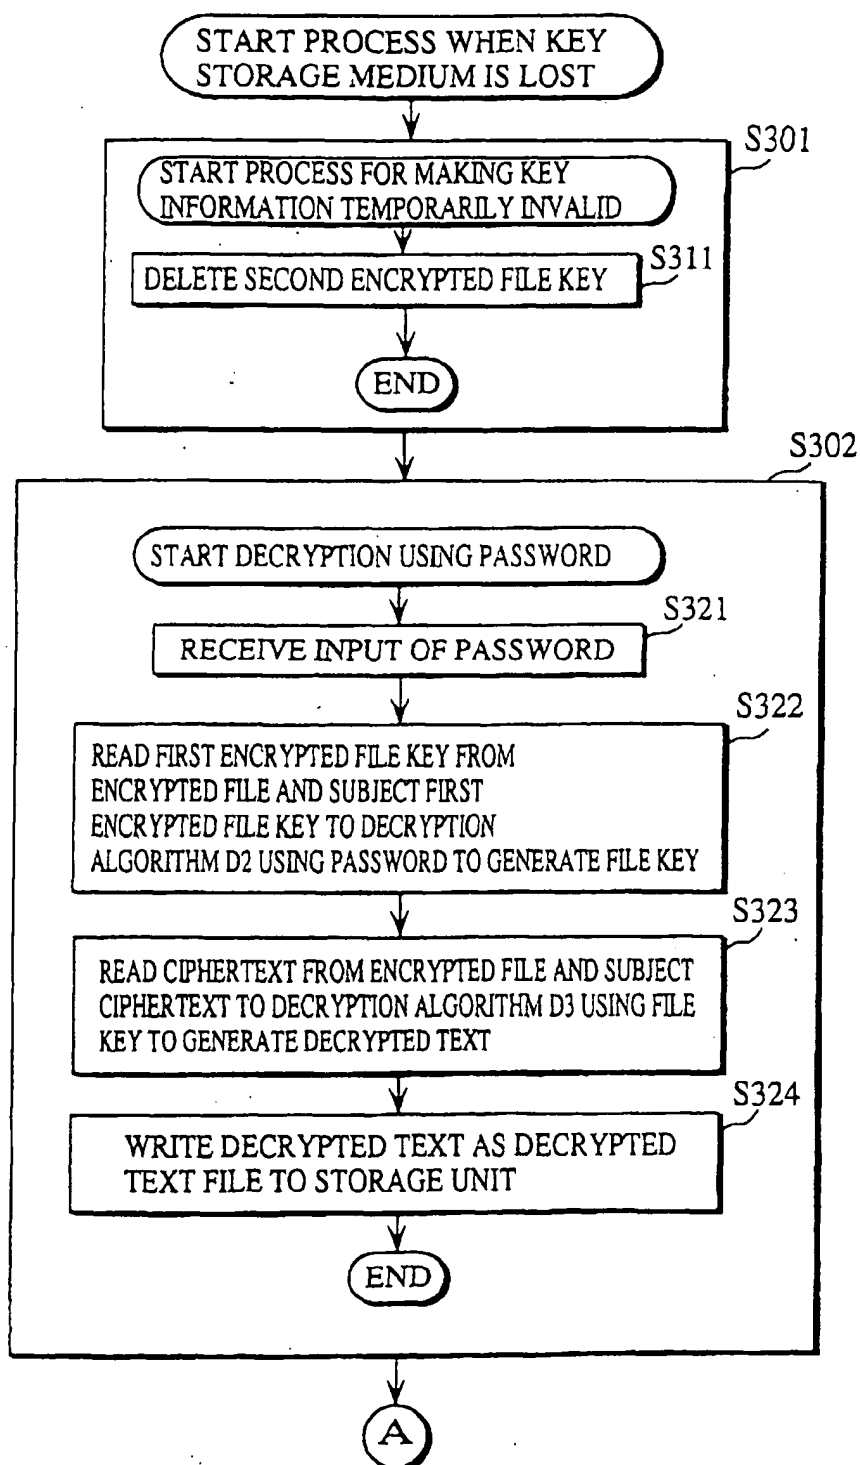 START PROCESS WHEN KEY
STORAGE MEDIUM IS LOST
S301
START PROCESS FOR MAKING KEY
INFORMATION TEMPORARILY INVALID
S311
DELETE SECOND ENCRYPTED FILE KEY
END
S302
START DECRYPTION USING PASSWORD
S321
RECEIVE INPUT OF PASSWORD
S322
READ FIRST ENCRYPTED FILE KEY FROM
ENCRYPTED FILE AND SUBJECT FIRST
ENCRYPTED FILE KEY TO DECRYPTION
ALGORITHM D2 USING PASSWORD TO GENERATE FILE KEY
S323
READ CIPHERTEXT FROM ENCRYPTED FILE AND SUBJECT
CIPHERTEXT TO DECRYPTION ALGORITHM D3 USING FILE
KEY TO GENERATE DECRYPTED TEXT
S324
WRITE DECRYPTED TEXT AS DECRYPTED
TEXT FILE TO STORAGE UNIT
END
A